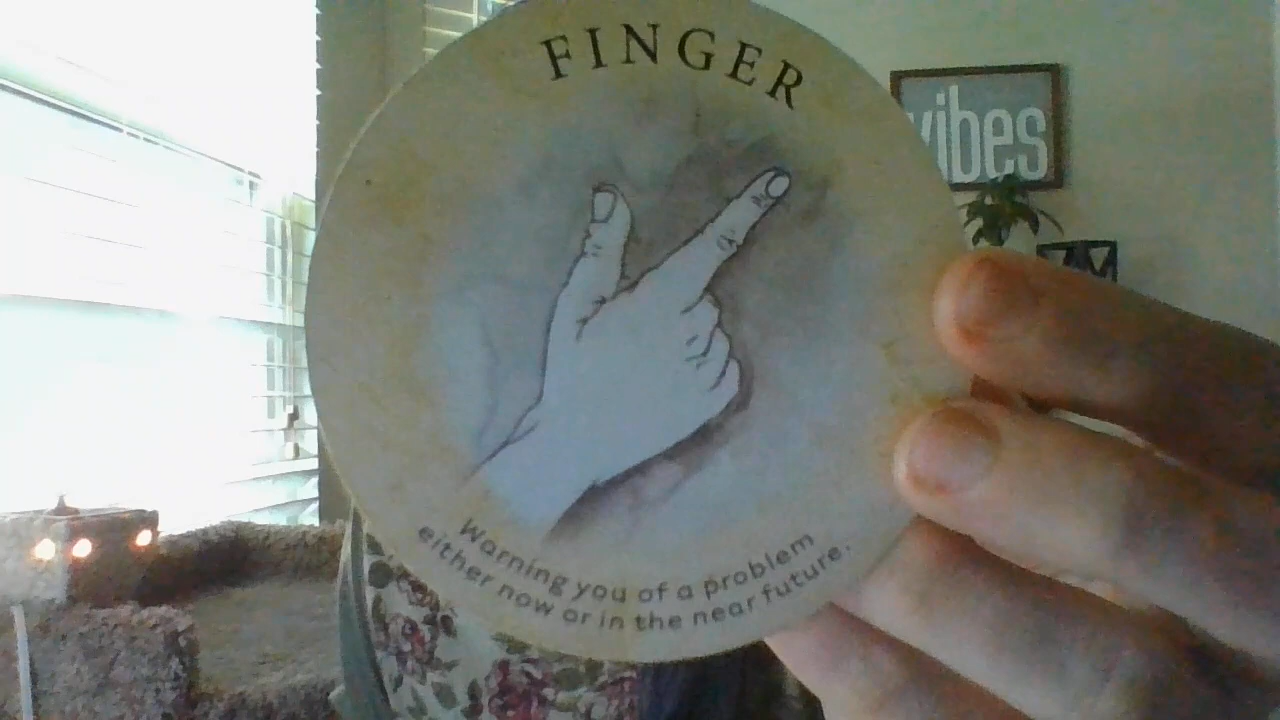 FINGER
vibes
Warning you of a problem
either now or in the near future.